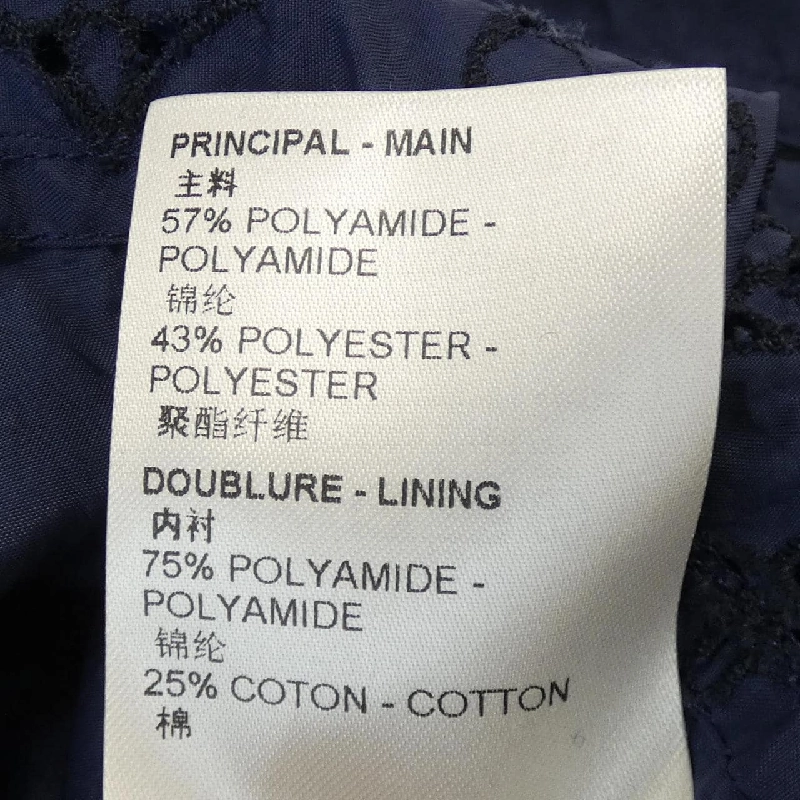 PRINCIPAL - MAIN
主料
57% POLYAMIDE -
POLYAMIDE
锦纶
43% POLYESTER -
POLYESTER
聚酯纤维
DOUBLURE - LINING
内衬
75% POLYAMIDE -
POLYAMIDE
锦纶
25% COTON - COTTON
棉